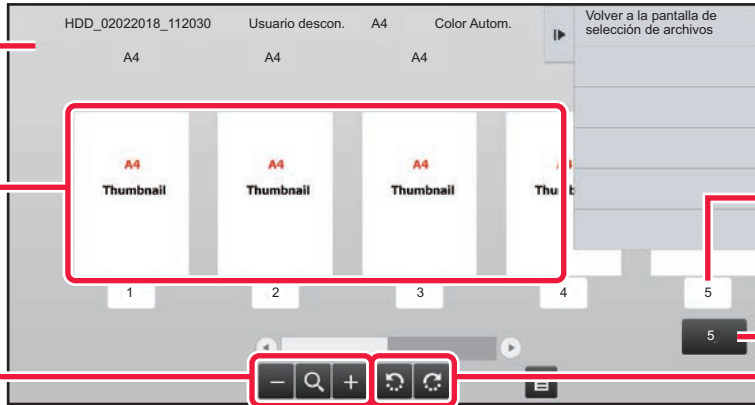 HDD_02022018_112030 Usuario descon. A4 Color Autom.
Volver a la pantalla de
selección de archivos
A4 A4 A4
A4 A4 A4
Thumbnail Thumbnail Thumbnail
1 2 3 4 5
5